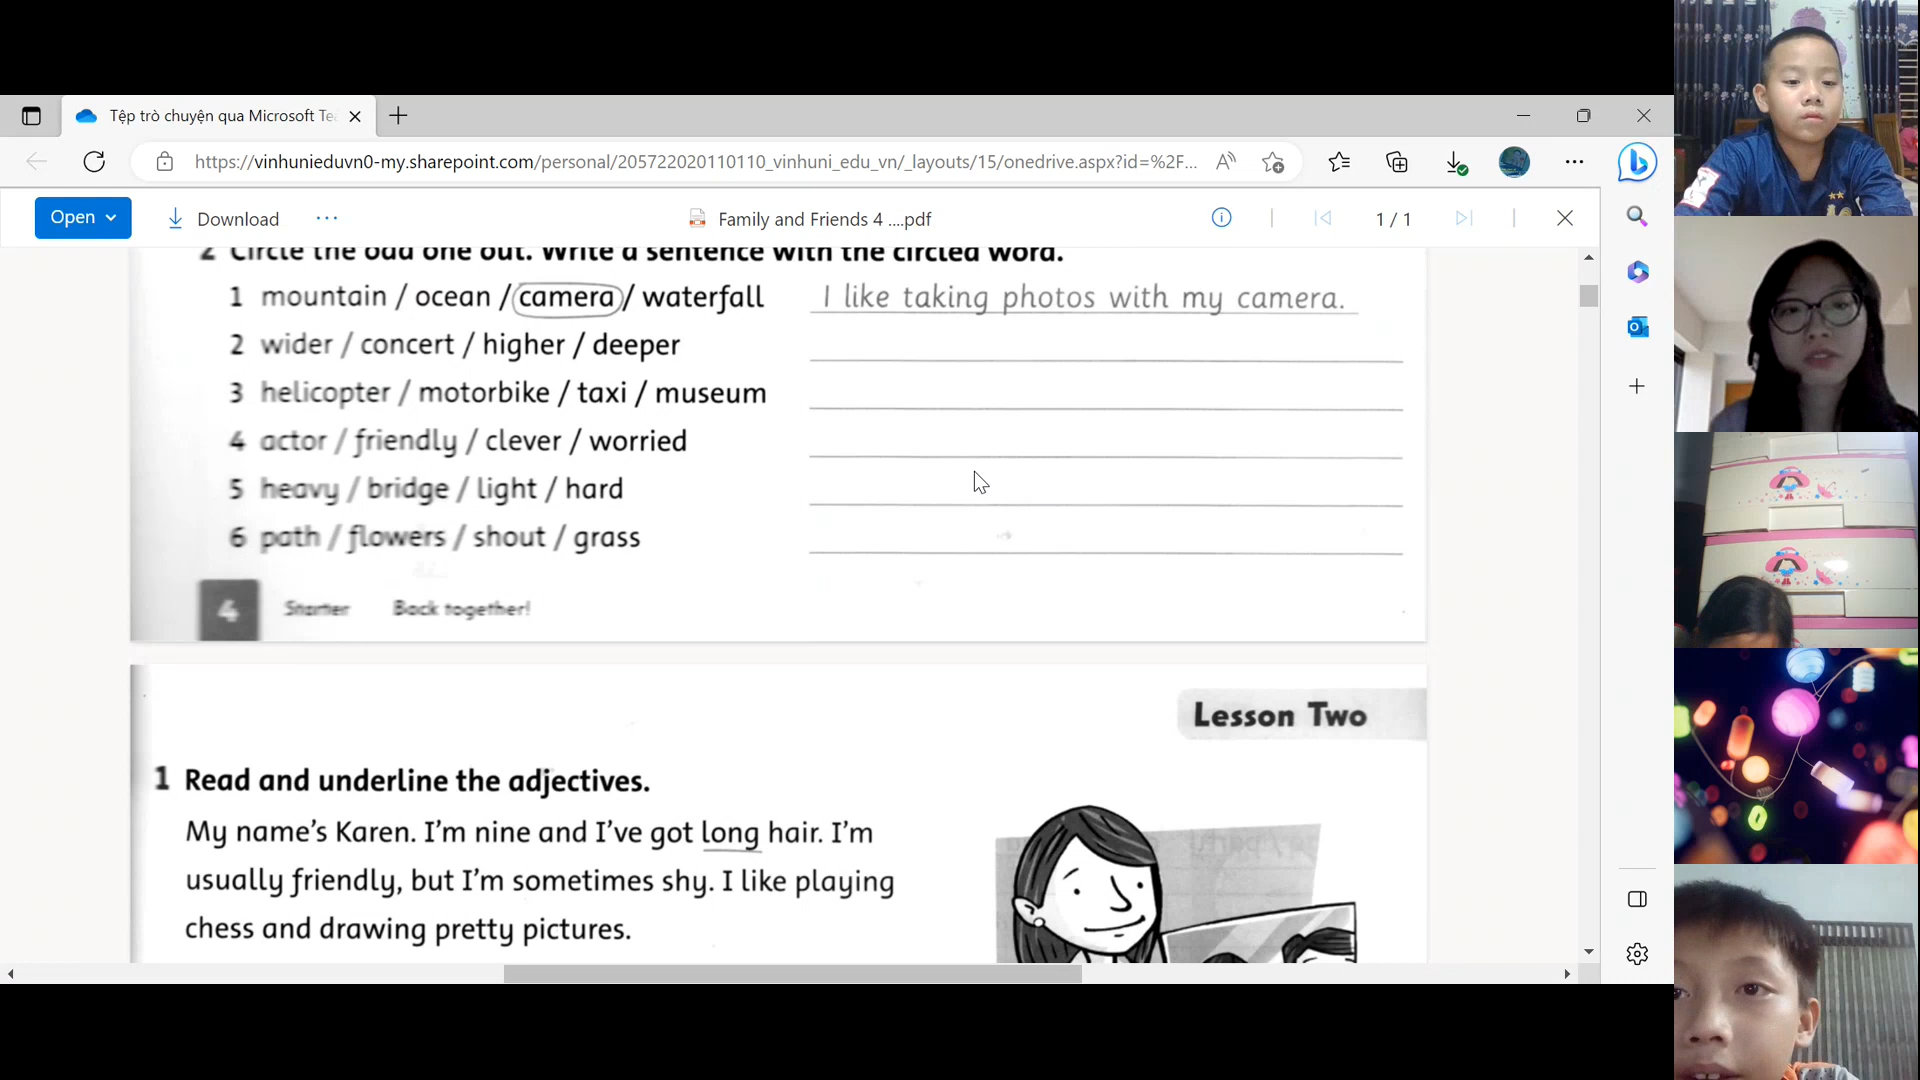 Tệp trò chuyện qua Microsoft Te
https://vinhunieduvn0-my.sharepoint.com/personal/205722020110110_vinhuni_edu_vn/_layouts/15/onedrive.aspx?id=%2F...
Open
Download
Family and Friends 4 ....pdf
1 / 1
2 Circle the odd one out. Write a sentence with the circled word.
1 mountain / ocean / camera / waterfall I like taking photos with my camera.
2 wider / concert / higher / deeper
3 helicopter / motorbike / taxi / museum
4 actor / friendly / clever / worried
5 heavy / bridge / light / hard
6 path / flowers / shout / grass
4 Starter Back together!
Lesson Two
1 Read and underline the adjectives.
My name's Karen. I'm nine and I've got long hair. I'm
usually friendly, but I'm sometimes shy. I like playing
chess and drawing pretty pictures.